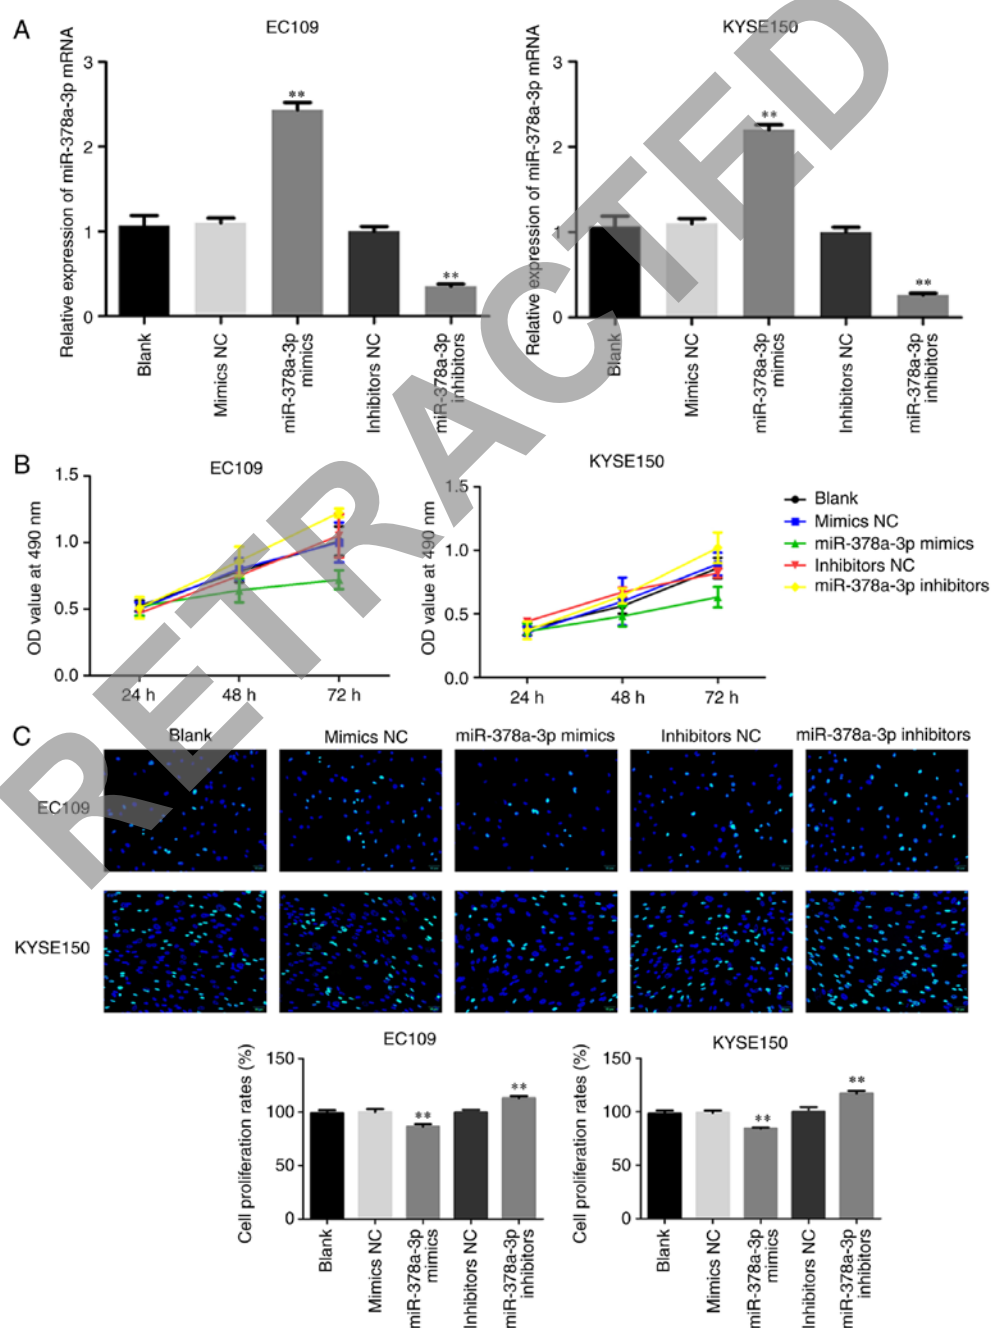 A
EC109
KYSE150
Relative expression of miR-378a-3p mRNA
3
2
1
0
**
**
Blank
Mimics NC
miR-378a-3p
mimics
Inhibitors NC
miR-378a-3p
inhibitors
Relative expression of miR-378a-3p mRNA
3
2
1
0
**
**
Blank
Mimics NC
miR-378a-3p
mimics
Inhibitors NC
miR-378a-3p
inhibitors
RETRACTED
B
EC109
OD value at 490 nm
1.5
1.0
0.5
0.0
24 h 48 h 72 h
KYSE150
OD value at 490 nm
1.5
1.0
0.5
0.0
24 h 48 h 72 h
Blank
Mimics NC
miR-378a-3p mimics
Inhibitors NC
miR-378a-3p inhibitors
C
Blank Mimics NC miR-378a-3p mimics Inhibitors NC miR-378a-3p inhibitors
EC109
KYSE150
EC109
Cell proliferation rates (%)
150
100
50
0
**
**
Blank
Mimics NC
miR-378a-3p
mimics
Inhibitors NC
miR-378a-3p
inhibitors
KYSE150
Cell proliferation rates (%)
150
100
50
0
**
**
Blank
Mimics NC
miR-378a-3p
mimics
Inhibitors NC
miR-378a-3p
inhibitors